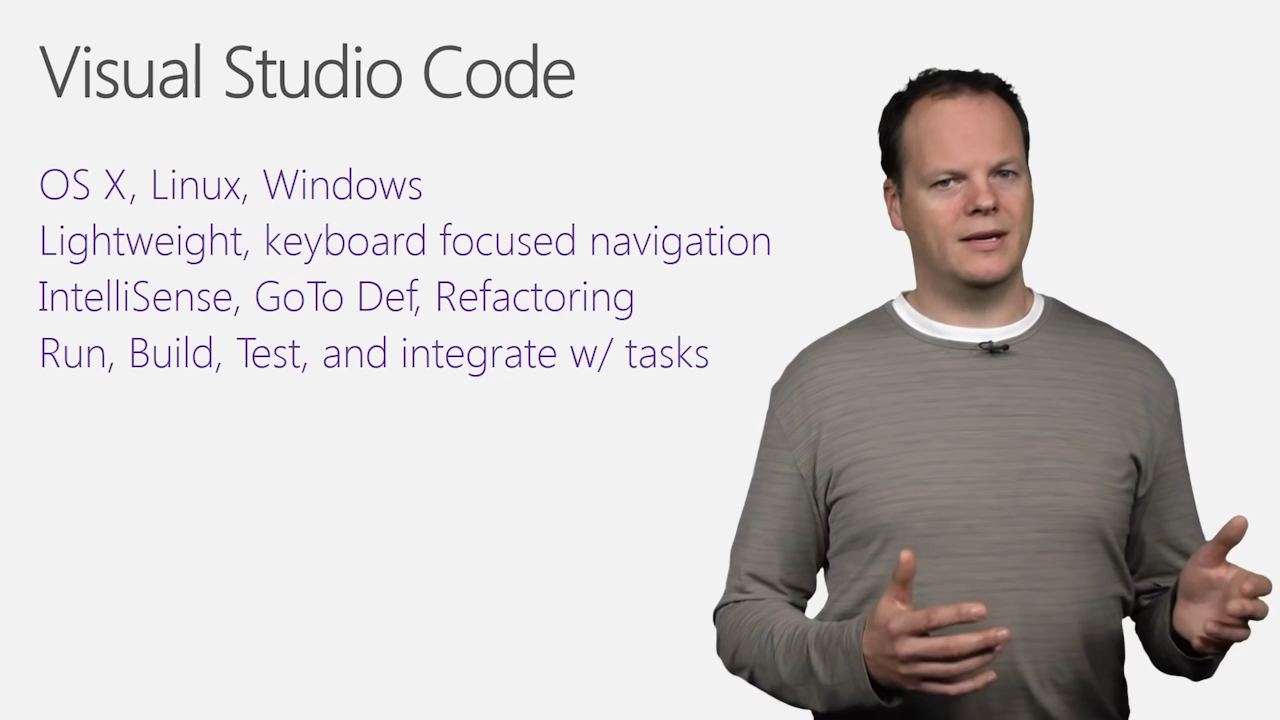 Visual Studio Code
OS X, Linux, Windows
Lightweight, keyboard focused navigation
IntelliSense, GoTo Def, Refactoring
Run, Build, Test, and integrate w/ tasks